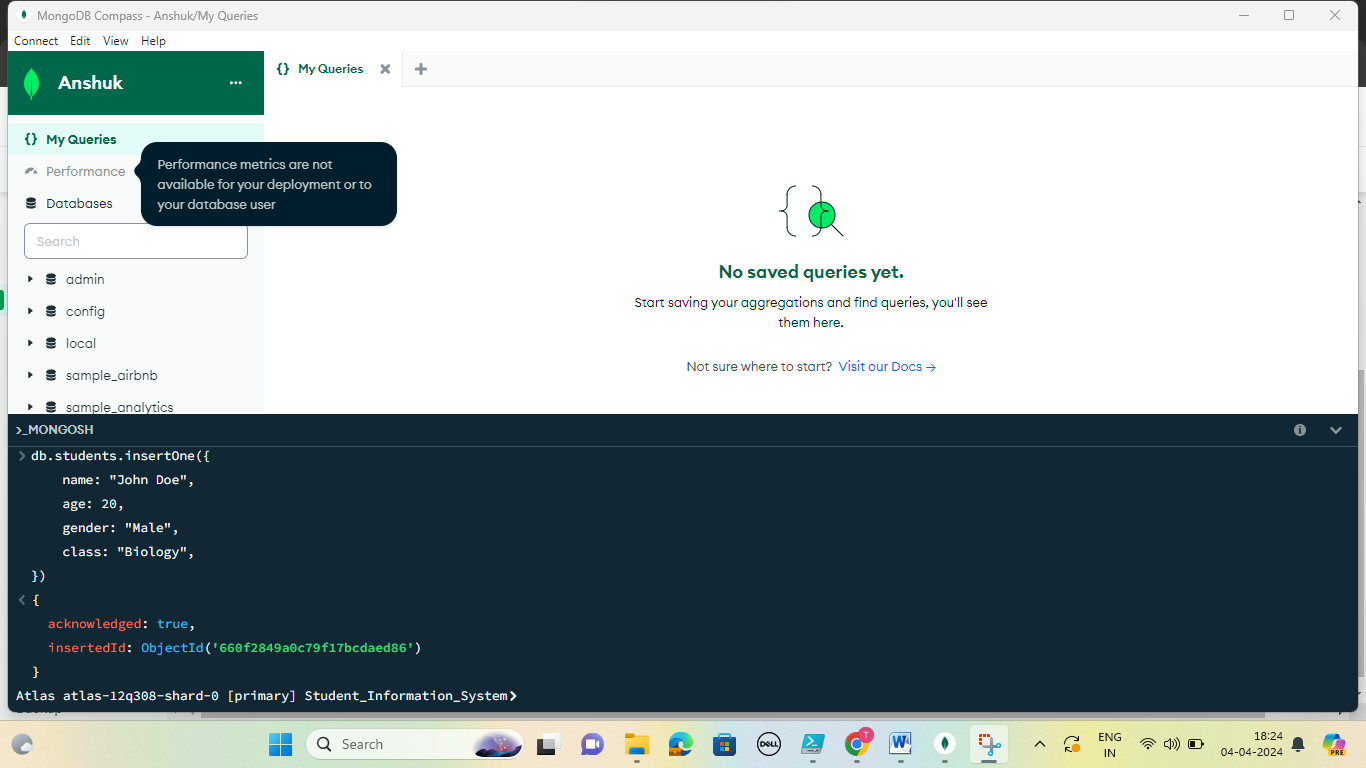 MongoDB Compass - Anshuk/My Queries
Connect Edit View Help
Anshuk
{} My Queries
My Queries
Performance
Performance metrics are not
available for your deployment or to
your database user
Databases
Search
admin
config
local
sample_airbnb
sample_analytics
No saved queries yet.
Start saving your aggregations and find queries, you'll see
them here.
Not sure where to start? Visit our Docs →
>_MONGOSH
> db.students.insertOne({
name: "John Doe",
age: 20,
gender: "Male",
class: "Biology",
})
< {
acknowledged: true,
insertedId: ObjectId('660f2849a0c79f17bcdaed86')
}
Atlas atlas-12q308-shard-0 [primary] Student_Information_System>
Search
DELL
T
W
PRE
ENG
IN
18:24
04-04-2024